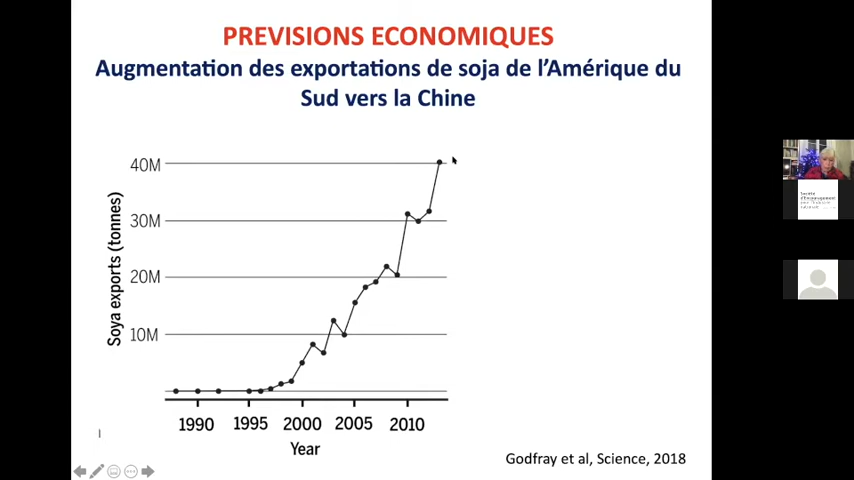 PREVISIONS ECONOMIQUES
Augmentation des exportations de soja de l'Amérique du
Sud vers la Chine
40M
30M
20M
10M
Soya exports (tonnes)
1990 1995 2000 2005 2010
Year
Godfray et al, Science, 2018